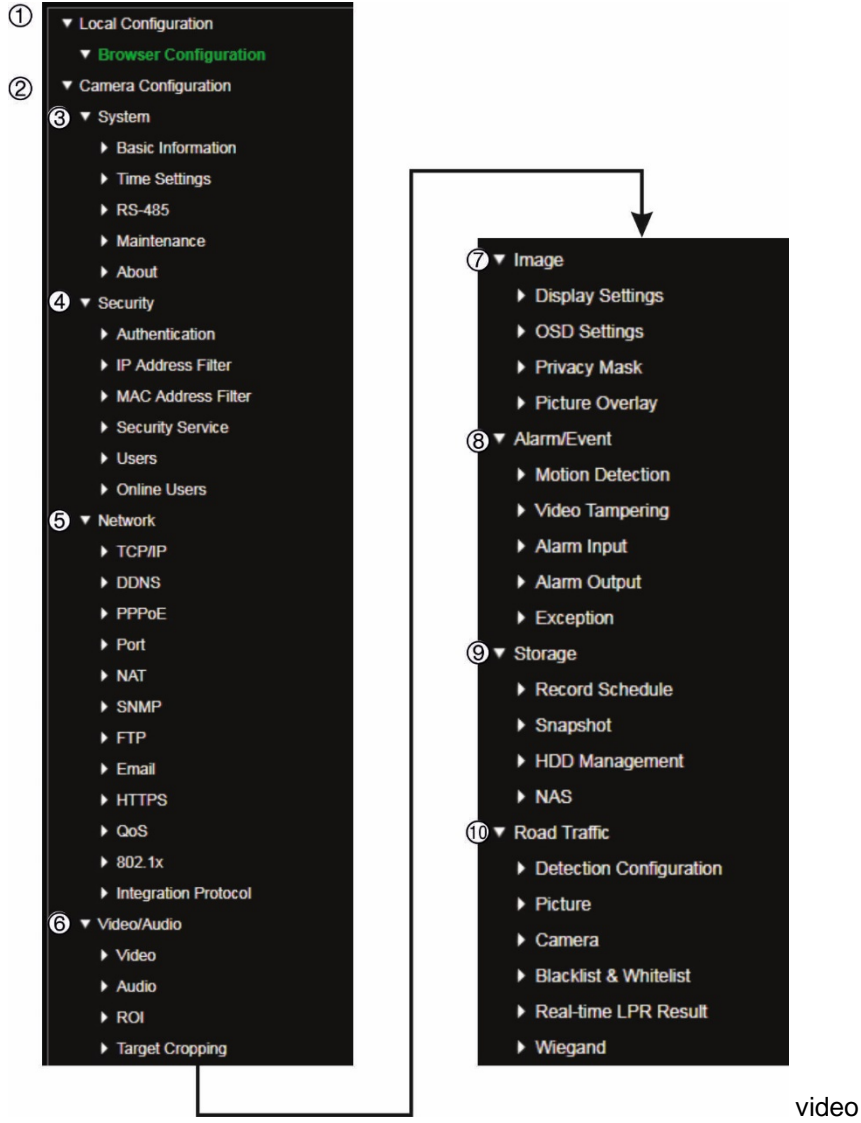 ① Local Configuration
Browser Configuration
② Camera Configuration
③ System
Basic Information
Time Settings
RS-485
Maintenance
About
④ Security
Authentication
IP Address Filter
MAC Address Filter
Security Service
Users
Online Users
⑤ Network
TCP/IP
DDNS
PPPoE
Port
NAT
SNMP
FTP
Email
HTTPS
QoS
802.1x
Integration Protocol
⑥ Video/Audio
Video
Audio
ROI
Target Cropping
⑦ Image
Display Settings
OSD Settings
Privacy Mask
Picture Overlay
⑧ Alarm/Event
Motion Detection
Video Tampering
Alarm Input
Alarm Output
Exception
⑨ Storage
Record Schedule
Snapshot
HDD Management
NAS
⑩ Road Traffic
Detection Configuration
Picture
Camera
Blacklist & Whitelist
Real-time LPR Result
Wiegand
video